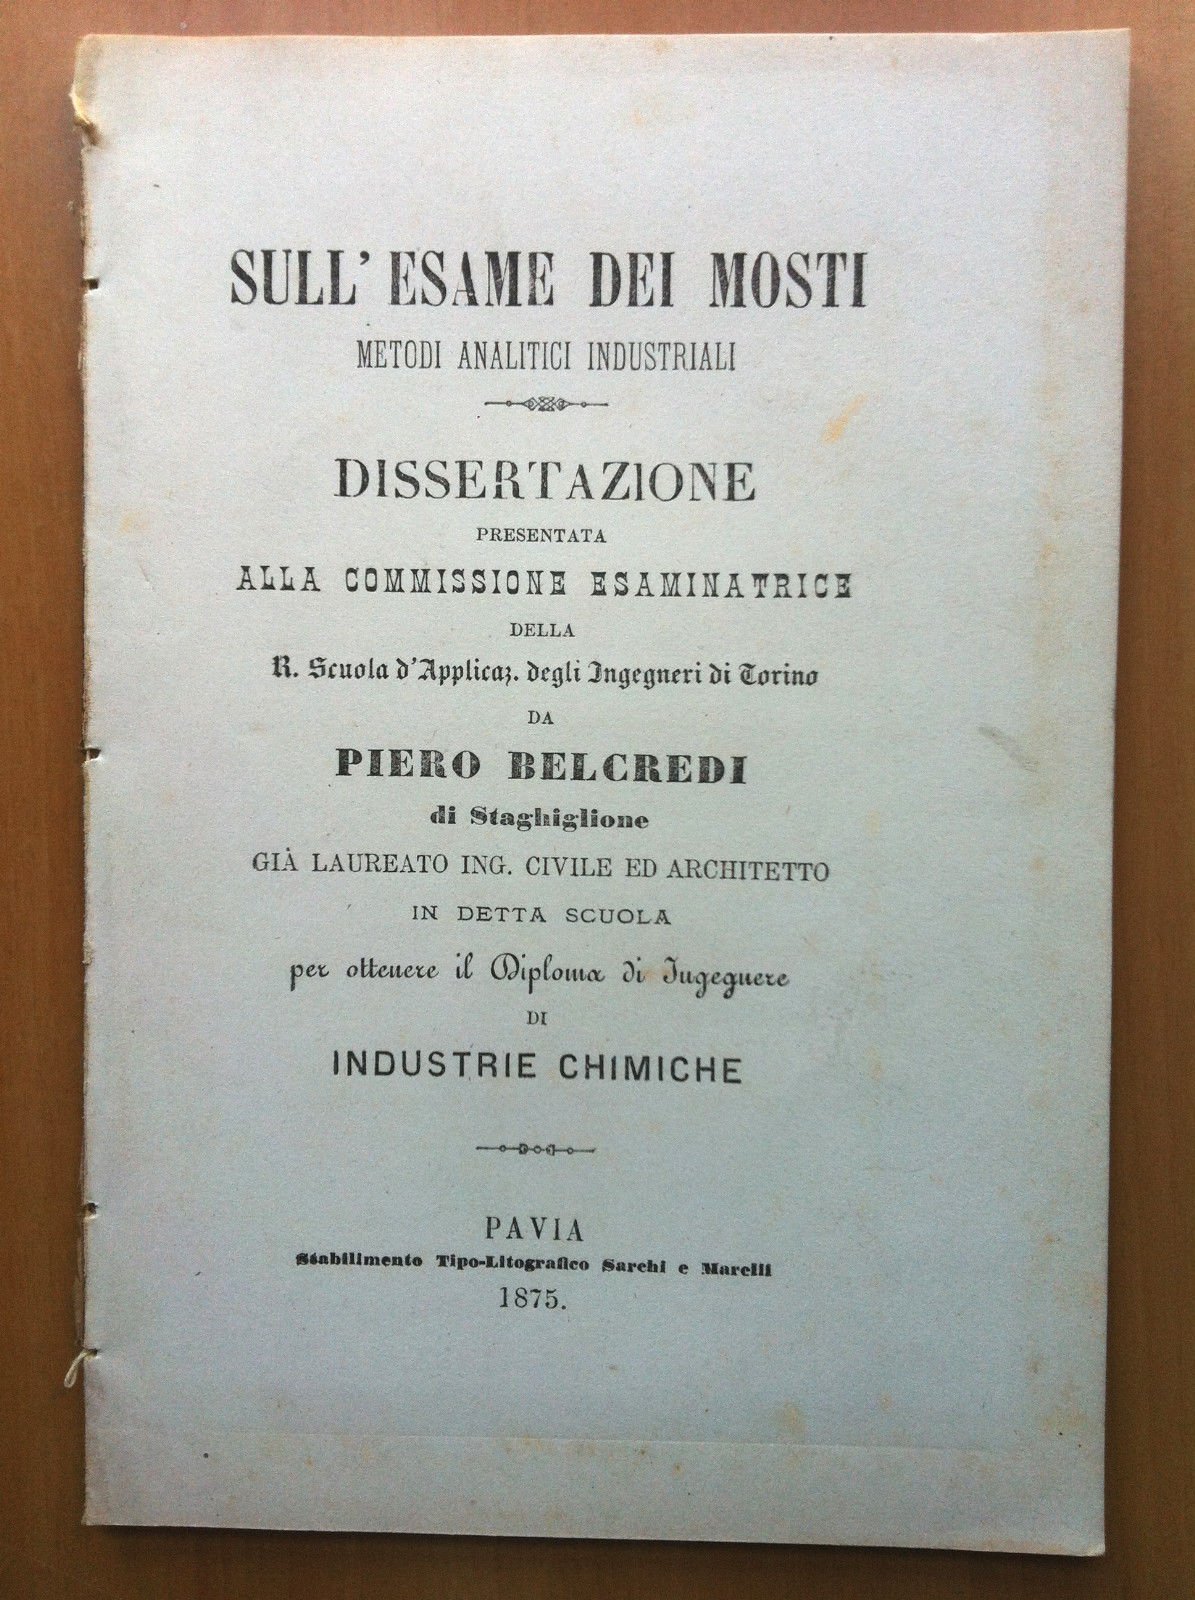 SULL' ESAME DEI MOSTI
METODI ANALITICI INDUSTRIALI
DISSERTAZIONE
PRESENTATA
ALLA COMMISSIONE ESAMINATRICE
DELLA
R. Scuola d'Applicaz. degli Ingegneri di Torino
DA
PIERO BELCREDI
di Staghiglione
GIÀ LAUREATO ING. CIVILE ED ARCHITETTO
IN DETTA SCUOLA
per ottenere il Diploma di Ingegnere
DI
INDUSTRIE CHIMICHE
PAVIA
Stabilimento Tipo-Litografico Sarchi e Marelli
1875.